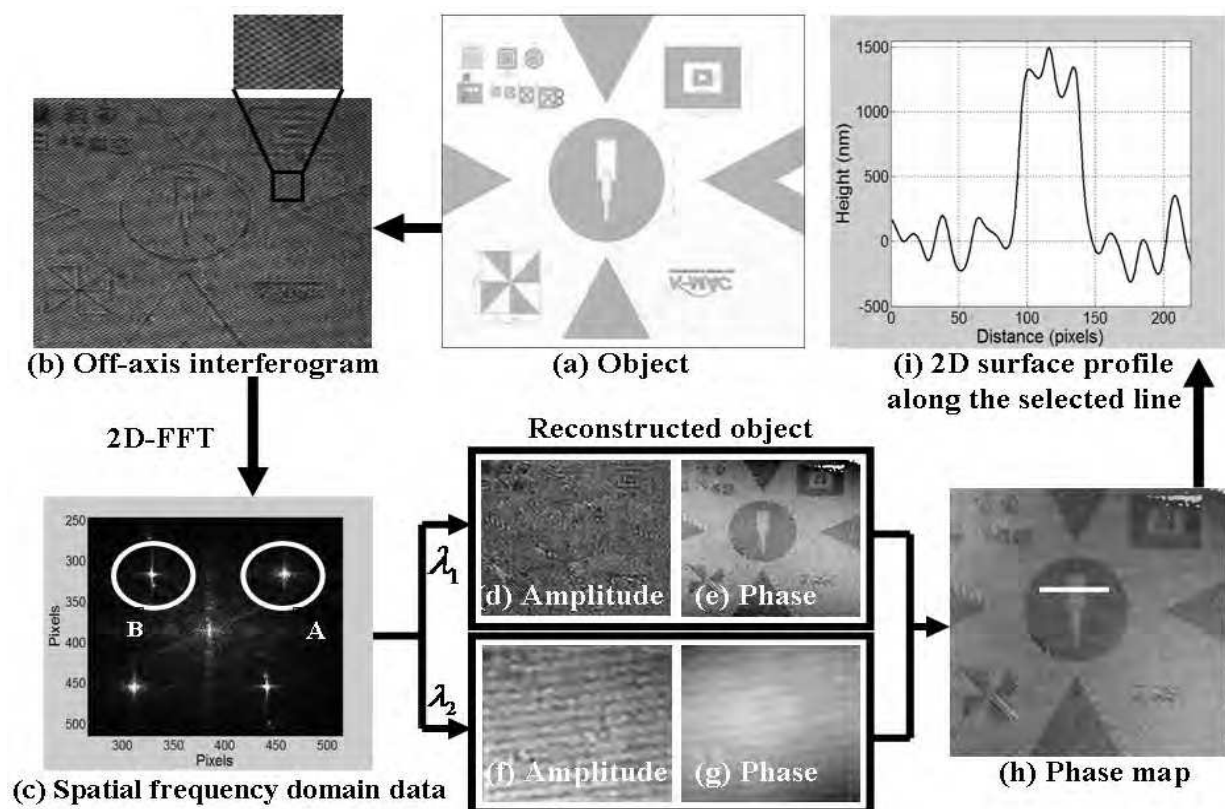 (b) Off-axis interferogram
(a) Object
A-WAC
1500
1000
500
0
-500
Height (nm)
0
50
100
150
200
Distance (pixels)
(i) 2D surface profile
along the selected line
2D-FFT
Reconstructed object
250
300
350
400
450
500
Pixels
B
A
300
350
400
450
500
Pixels
(c) Spatial frequency domain data
λ1
(d) Amplitude
(e) Phase
λ2
(f) Amplitude
(g) Phase
(h) Phase map